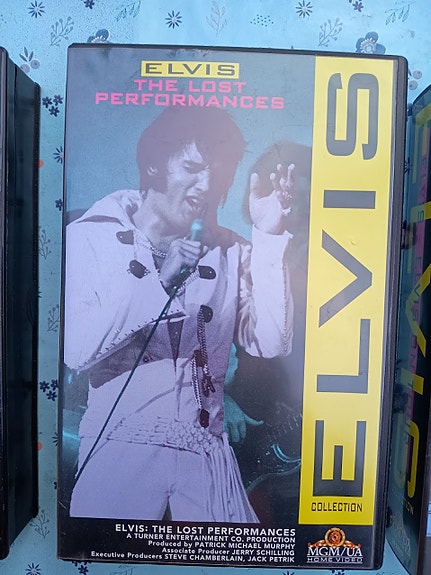 ELVIS
THE LOST
PERFORMANCES
ELVIS
COLLECTION
ELVIS: THE LOST PERFORMANCES
A TURNER ENTERTAINMENT CO. PRODUCTION
Produced by PATRICK MICHAEL MURPHY
Associate Producer JERRY SCHILLING
Executive Producers STEVE CHAMBERLAIN, JACK PETRIK
MGM/UA
HOME VIDEO